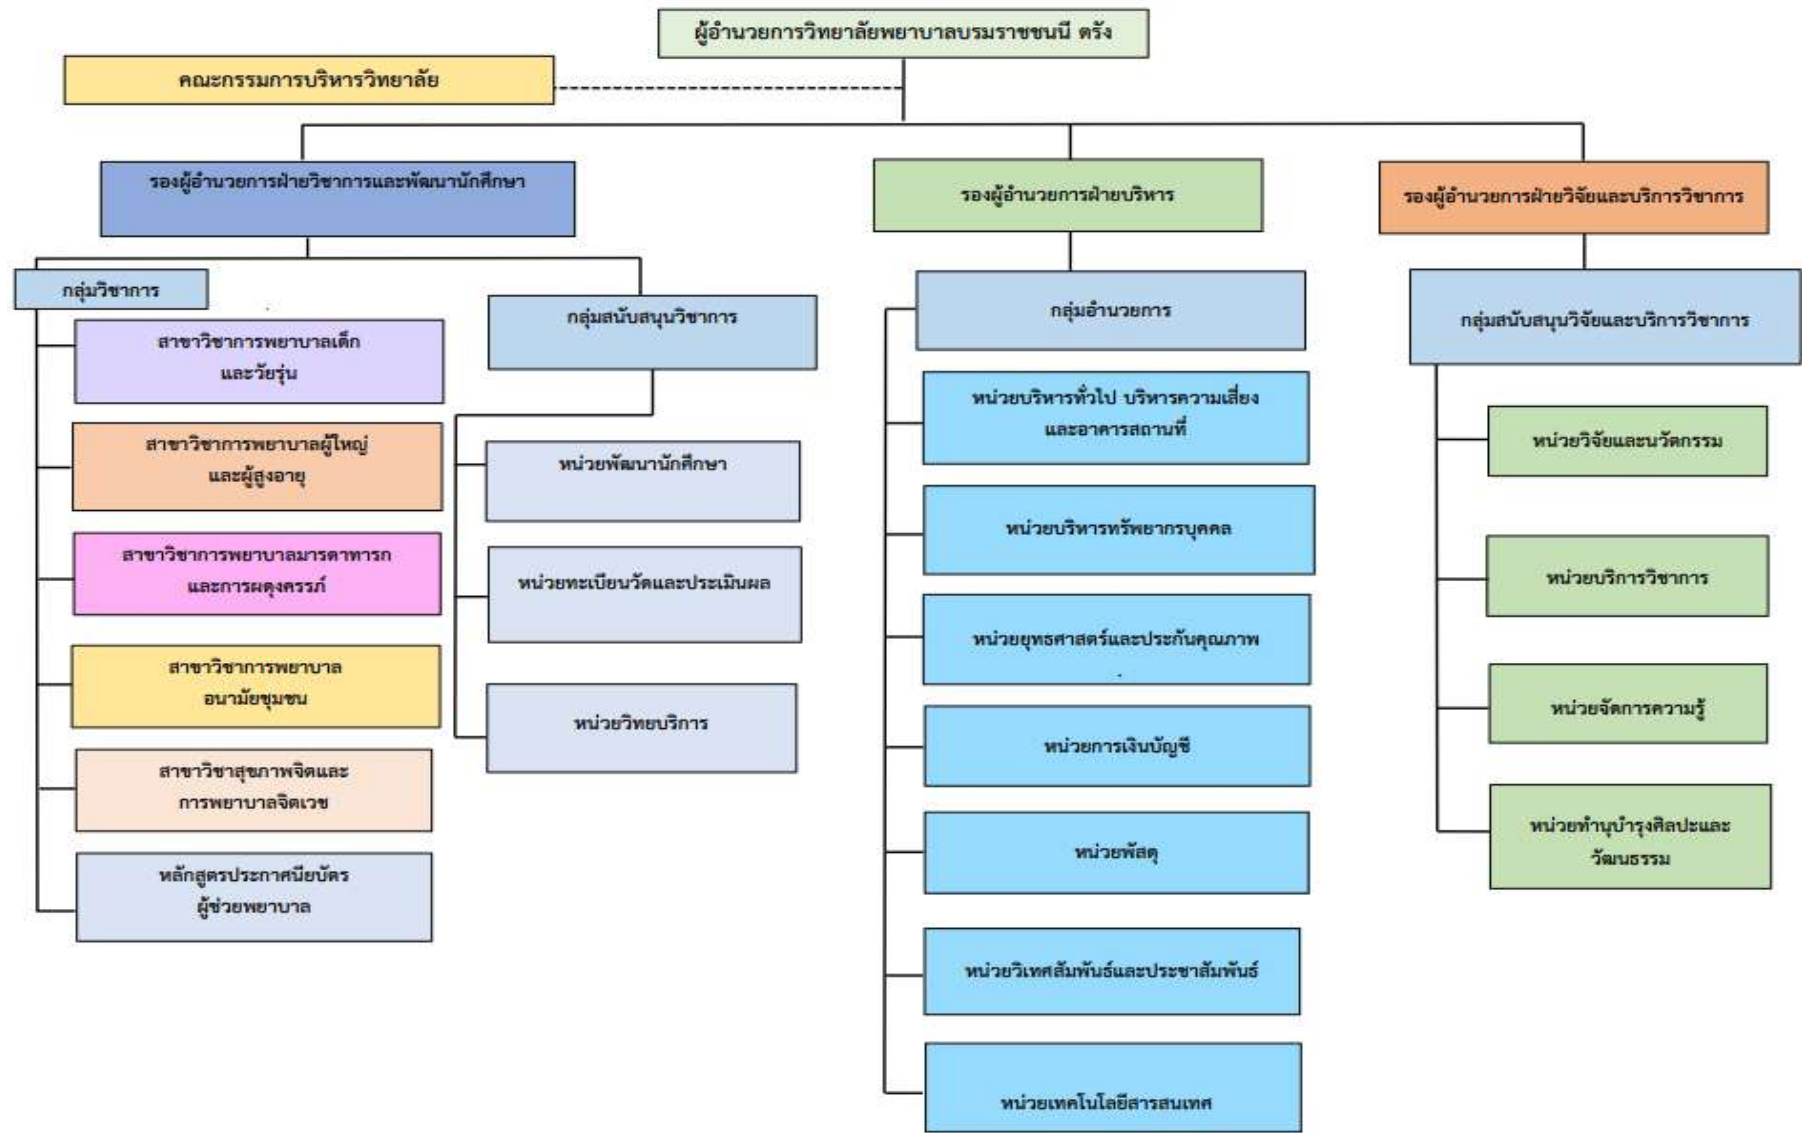 ผู้อำนวยการวิทยาลัยพยาบาลบรมราชชนนี ตรัง
คณะกรรมการบริหารวิทยาลัย
รองผู้อำนวยการฝ่ายวิชาการและพัฒนานักศึกษา
กลุ่มวิชาการ
สาขาวิชาการพยาบาลเด็ก
และวัยรุ่น
สาขาวิชาการพยาบาลผู้ใหญ่
และผู้สูงอายุ
สาขาวิชาการพยาบาลมารดาทารก
และการผดุงครรภ์
สาขาวิชาการพยาบาล
อนามัยชุมชน
สาขาวิชาสุขภาพจิตและ
การพยาบาลจิตเวช
หลักสูตรประกาศนียบัตร
ผู้ช่วยพยาบาล
กลุ่มสนับสนุนวิชาการ
หน่วยพัฒนานักศึกษา
หน่วยทะเบียนวัดและประเมินผล
หน่วยวิทยบริการ
รองผู้อำนวยการฝ่ายบริหาร
กลุ่มอำนวยการ
หน่วยบริหารทั่วไป บริหารความเสี่ยง
และอาคารสถานที่
หน่วยบริหารทรัพยากรบุคคล
หน่วยยุทธศาสตร์และประกันคุณภาพ
หน่วยการเงินบัญชี
หน่วยพัสดุ
หน่วยวิเทศสัมพันธ์และประชาสัมพันธ์
หน่วยเทคโนโลยีสารสนเทศ
รองผู้อำนวยการฝ่ายวิจัยและบริการวิชาการ
กลุ่มสนับสนุนวิจัยและบริการวิชาการ
หน่วยวิจัยและนวัตกรรม
หน่วยบริการวิชาการ
หน่วยจัดการความรู้
หน่วยทำนุบำรุงศิลปะและ
วัฒนธรรม